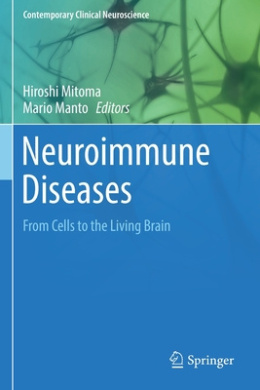 Contemporary Clinical Neuroscience
Hiroshi Mitoma
Mario Manto Editors
Neuroimmune
Diseases
From Cells to the Living Brain
Springer